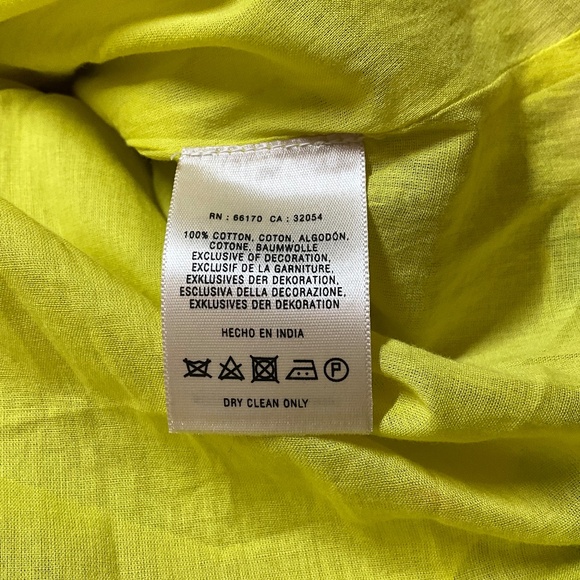 RN : 66170 CA : 32054
100% COTTON, COTON, ALGODÓN,
COTONE, BAUMWOLLE
EXCLUSIVE OF DECORATION,
EXCLUSIF DE LA GARNITURE,
EXKLUSIVES DER DEKORATION,
ESCLUSIVA DELLA DECORAZIONE,
EXKLUSIVES DER DEKORATION
HECHO EN INDIA
P
DRY CLEAN ONLY